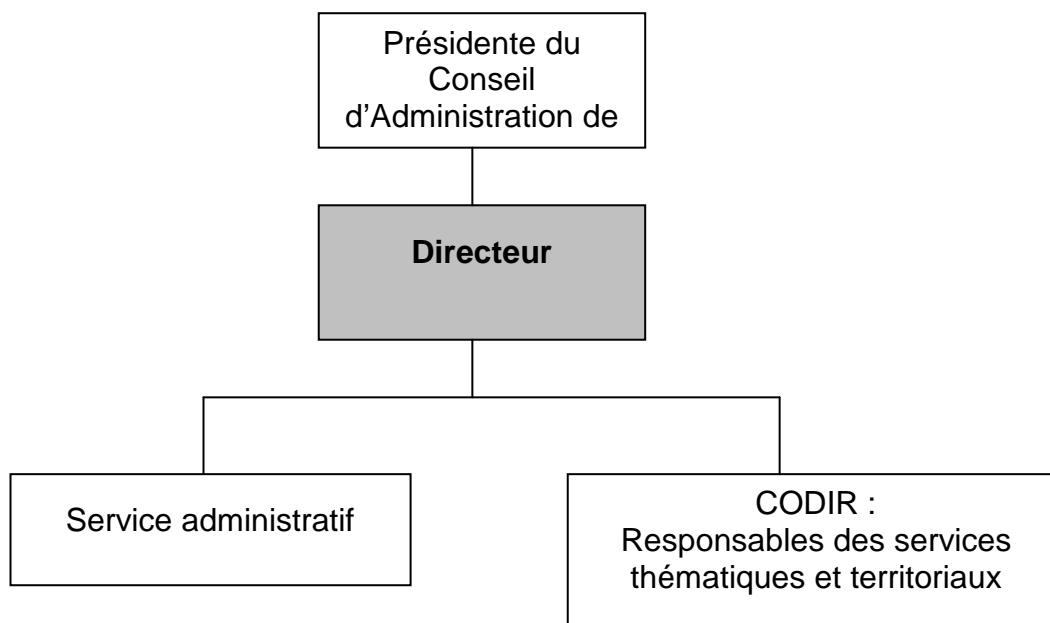 Présidente du
Conseil
d’Administration de
Directeur
Service administratif
CODIR :
Responsables des services
thématiques et territoriaux